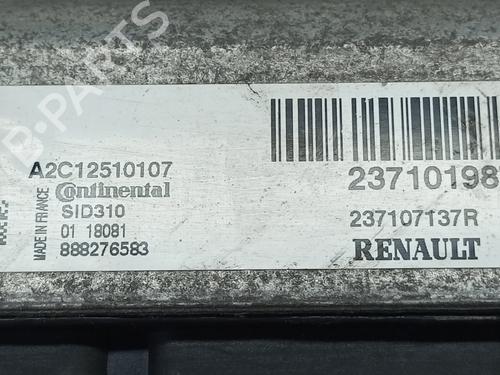 B-PARTS
A2C12510107
Continental
SID310
01 18081
888276583
MADE IN FRANCE
23710198
237107137R
RENAULT